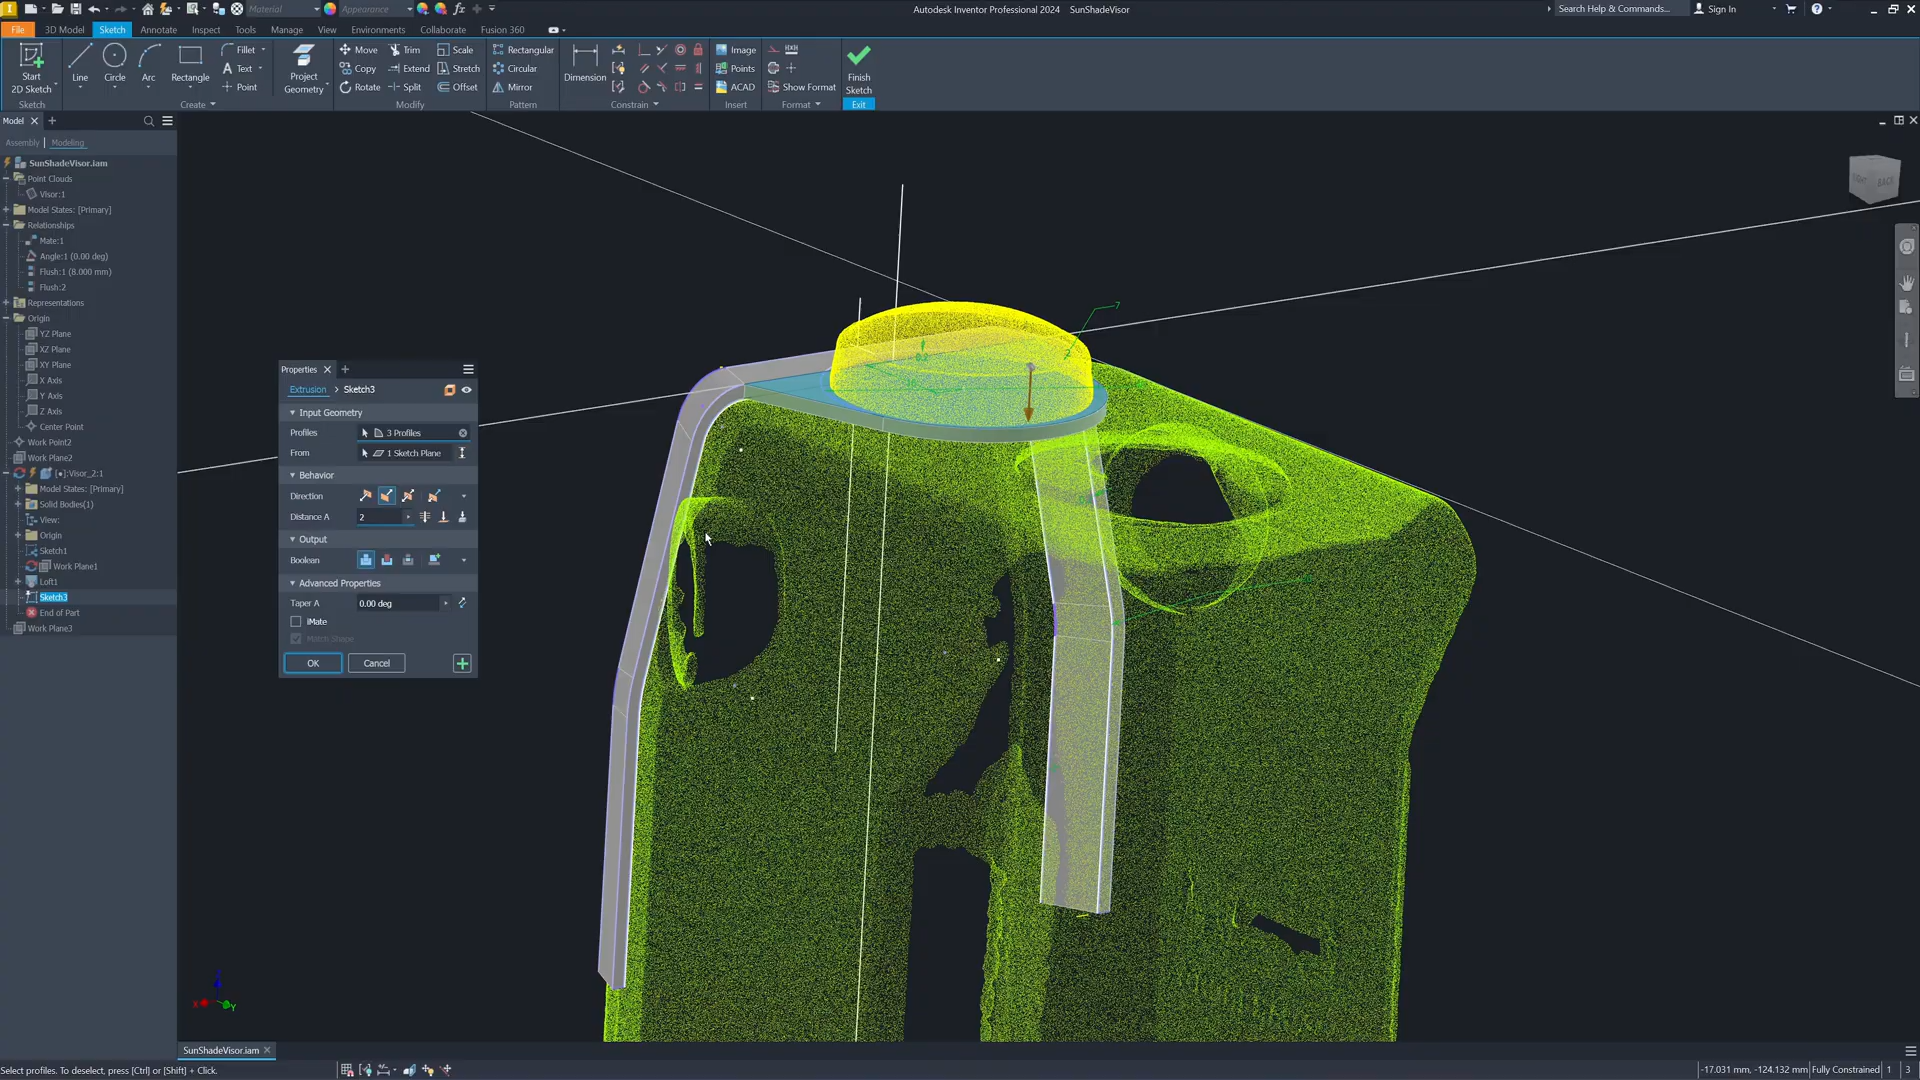 Material
Appearance
Autodesk Inventor Professional 2024 SunShadeVisor
Search Help & Commands...
Sign In
File 3D Model Sketch Annotate Inspect Tools Manage View Environments Collaborate Fusion 360
Start
2D Sketch
Line
Circle
Arc
Rectangle
Fillet
Text
Point
Project
Geometry
Move
Copy
Rotate
Trim
Extend
Split
Scale
Stretch
Offset
Rectangular
Circular
Mirror
Dimension
Image
Points
ACAD
Show Format
Finish
Sketch
Sketch Create Modify Pattern Constrain Insert Format Exit
Model
Assembly Modeling
SunShadeVisor.iam
Point Clouds
Visor:1
Model States: [Primary]
Relationships
Mate:1
Angle:1 (0.00 deg)
Flush:1 (8.000 mm)
Flush:2
Representations
Origin
YZ Plane
XZ Plane
XY Plane
X Axis
Y Axis
Z Axis
Center Point
Work Point2
Work Plane2
[•]:Visor_2:1
Model States: [Primary]
Solid Bodies(1)
View:
Origin
Sketch1
Work Plane1
Loft1
Sketch3
End of Part
Work Plane3
Properties
Extrusion > Sketch3
Input Geometry
Profiles 3 Profiles
From 1 Sketch Plane
Behavior
Direction
Distance A 2
Output
Boolean
Advanced Properties
Taper A 0.00 deg
iMate
Match Shape
OK Cancel
BACK
X
Y
SunShadeVisor.iam
Select profiles. To deselect, press [Ctrl] or [Shift] + Click.
-17.031 mm, -124.132 mm Fully Constrained 1 3